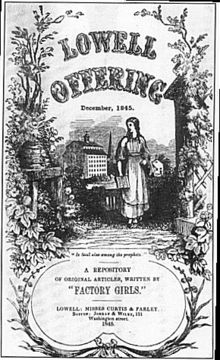 LOWELL
OFFERING
December, 1845.
"Is Saul also among the prophets.
A REPOSITORY
OF ORIGINAL ARTICLES, WRITTEN BY
"FACTORY GIRLS."
LOWELL: MISSES CURTIS & FARLEY.
BOSTON: JORDAN & WILEY, 121
Washington street.
1845.